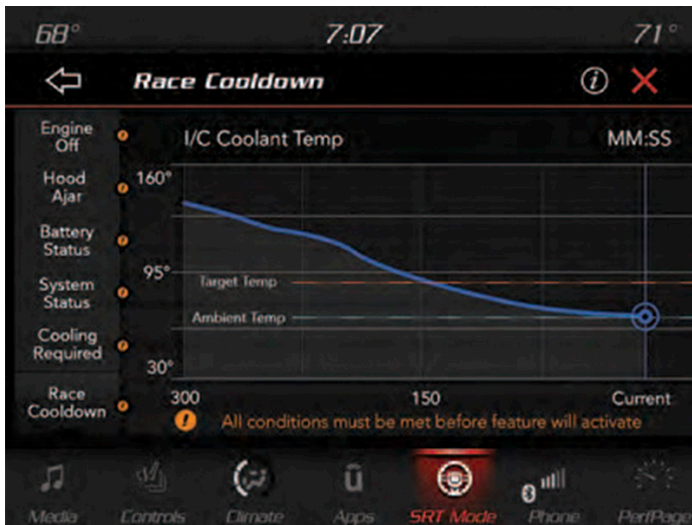 68°
7:07
71°
Race Cooldown
i
Engine
Off
I/C Coolant Temp
MM:SS
Hood
Ajar
160°
Battery
Status
95°
Target Temp
System
Status
Ambient Temp
Cooling
Required
30°
Race
Cooldown
300
150
Current
! All conditions must be met before feature will activate
Media
Controls
Climate
Apps
SRT Mode
Phone
PerfPage